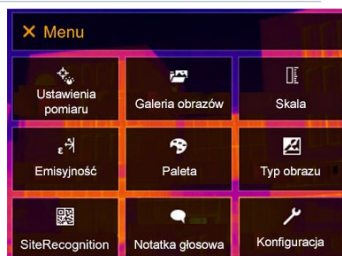 Menu
Ustawienia
pomiaru
Galeria obrazów
Skala
ε
Emisyjność
Paleta
Typ obrazu
SiteRecognition
Notatka głosowa
Konfiguracja